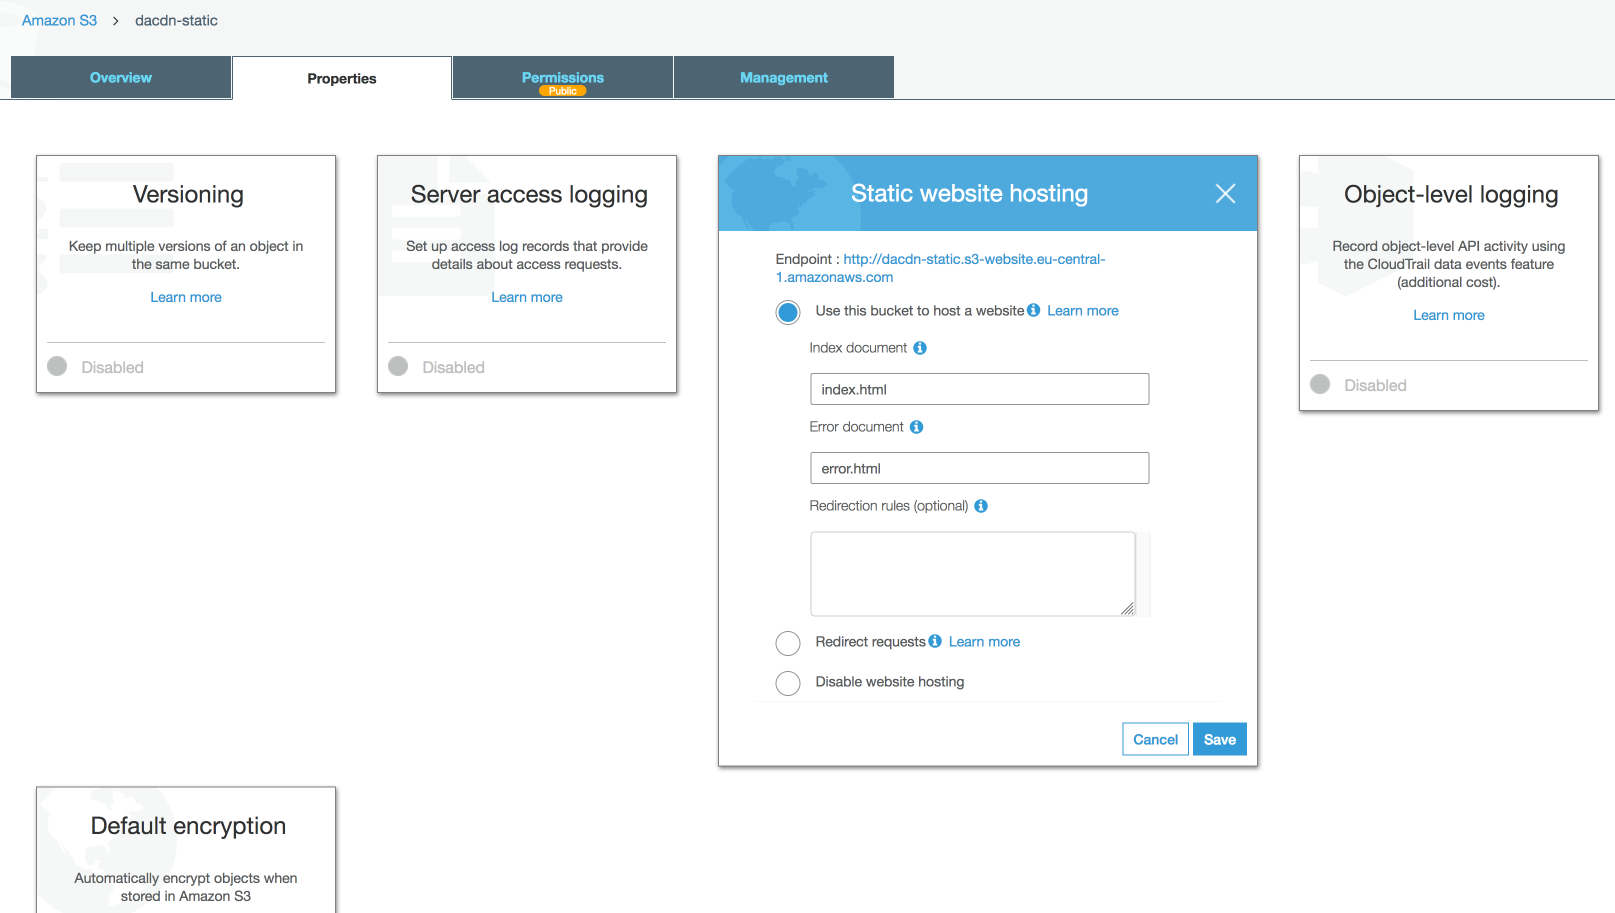 Amazon S3 > dacdn-static
Overview
Properties
Permissions
Public
Management
Versioning
Keep multiple versions of an object in
the same bucket.
Learn more
Disabled
Server access logging
Set up access log records that provide
details about access requests.
Learn more
Disabled
Static website hosting
Endpoint : http://dacdn-static.s3-website.eu-central-
1.amazonaws.com
Use this bucket to host a website Learn more
Index document
index.html
Error document
error.html
Redirection rules (optional)
Redirect requests Learn more
Disable website hosting
Cancel
Save
Object-level logging
Record object-level API activity using
the CloudTrail data events feature
(additional cost).
Learn more
Disabled
Default encryption
Automatically encrypt objects when
stored in Amazon S3